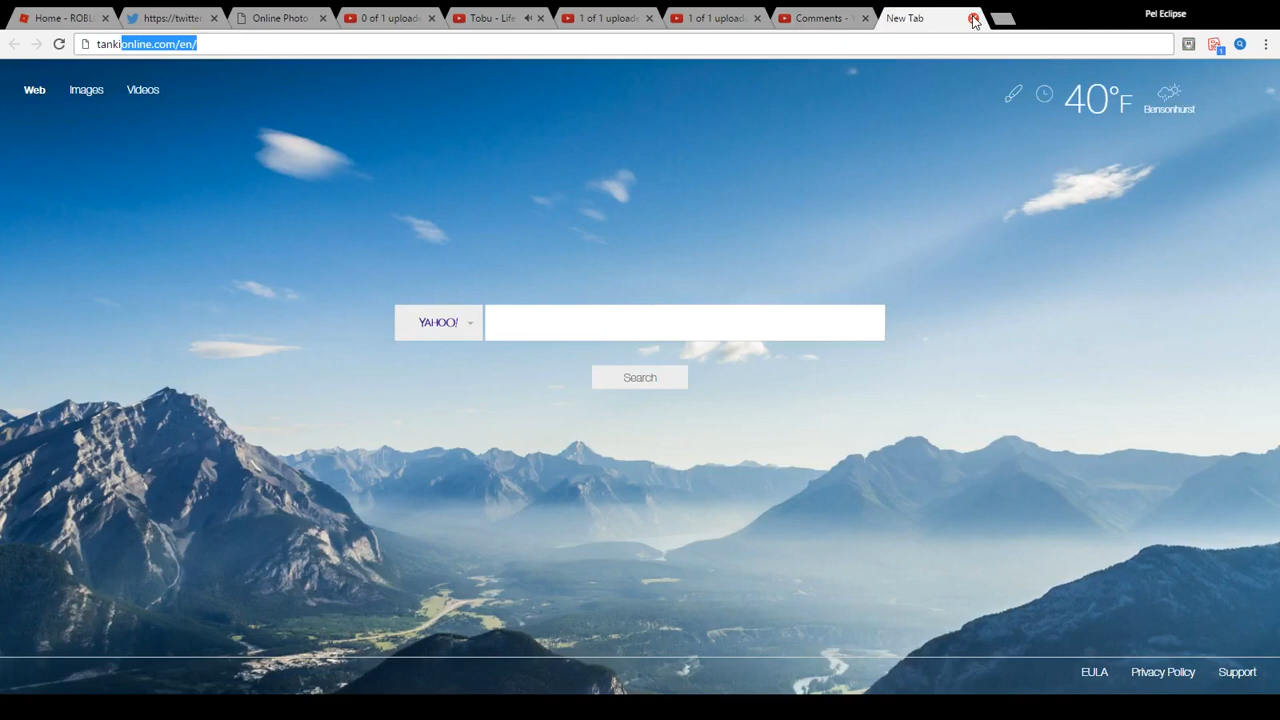 Home - ROBL
https://twitter
Online Photo
0 of 1 upload
Tobu - Life
1 of 1 upload
1 of 1 upload
Comments - Y
New Tab
Pel Eclipse
tankionline.com/en/
1
Web
Images
Videos
40°F
Bensonhurst
YAHOO!
Search
EULA
Privacy Policy
Support